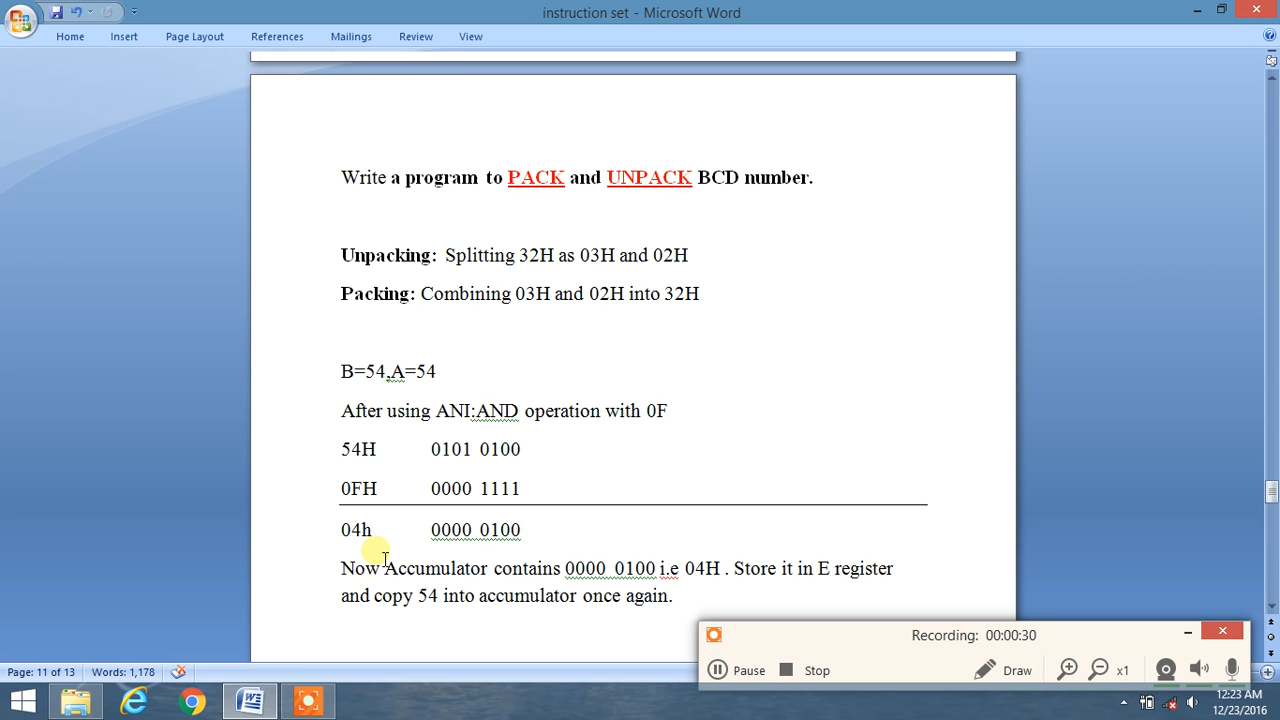 instruction set - Microsoft Word
Home Insert Page Layout References Mailings Review View
Write a program to PACK and UNPACK BCD number.
Unpacking: Splitting 32H as 03H and 02H
Packing: Combining 03H and 02H into 32H
B=54,A=54
After using ANI:AND operation with 0F
54H 0101 0100
0FH 0000 1111
04h 0000 0100
Now Accumulator contains 0000 0100 i.e 04H . Store it in E register
and copy 54 into accumulator once again.
Recording: 00:00:30
Pause Stop Draw x1
Page: 11 of 13 Words: 1,178
12:23 AM
12/23/2016